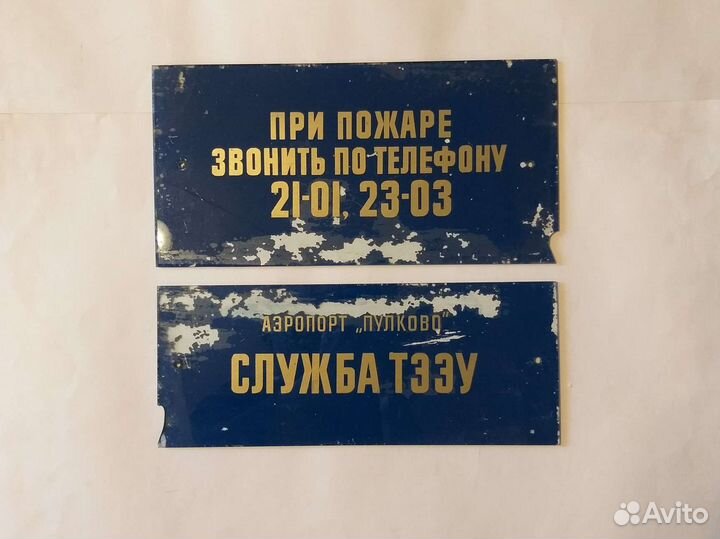 ПРИ ПОЖАРЕ
ЗВОНИТЬ ПО ТЕЛЕФОНУ
21-01, 23-03
АЭРОПОРТ „ПУЛКОВО"
СЛУЖБА ТЭЗУ
Avito